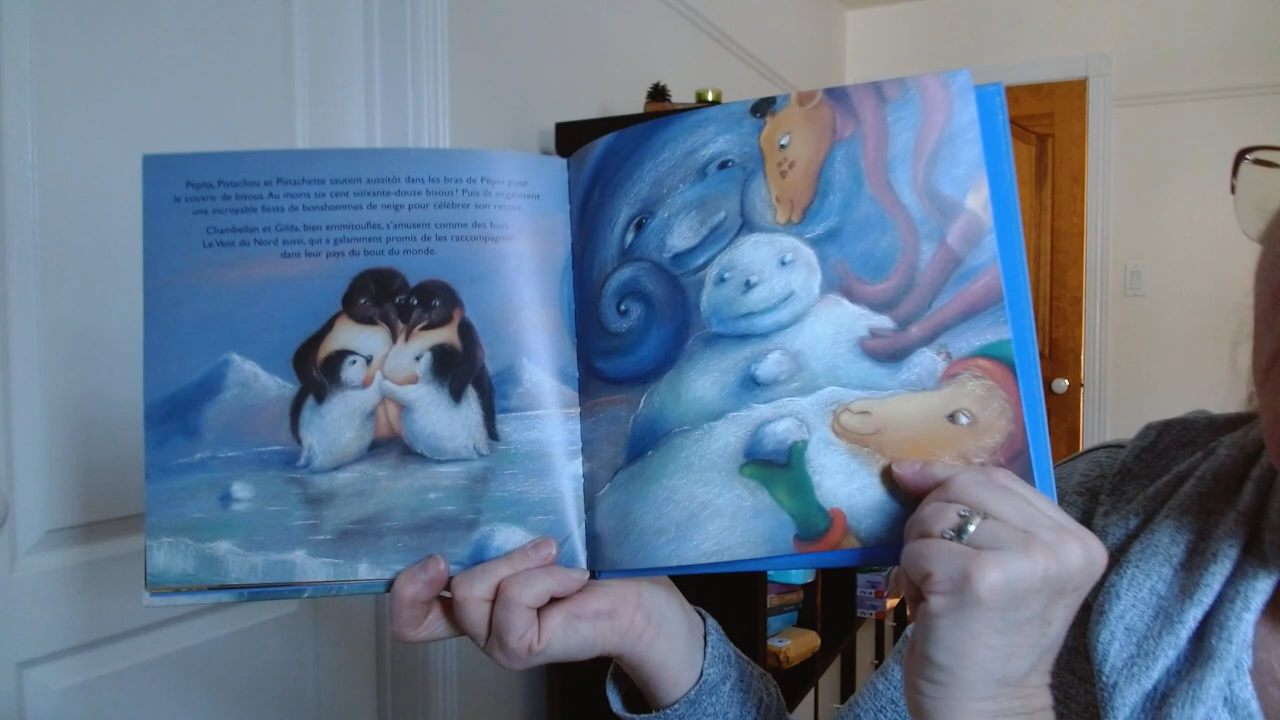 Pépita, Pistachou et Pistachette sautent aussitôt dans les bras de Pépito pour
le couvrir de bisous. Au moins six cent soixante-douze bisous! Puis ils organisent
une incroyable fiesta de bonshommes de neige pour célébrer son retour.
Chambellan et Gilda, bien emmitouflés, s'amusent comme des fous.
Le Vent du Nord aussi, qui a galamment promis de les raccompagner
dans leur pays du bout du monde.